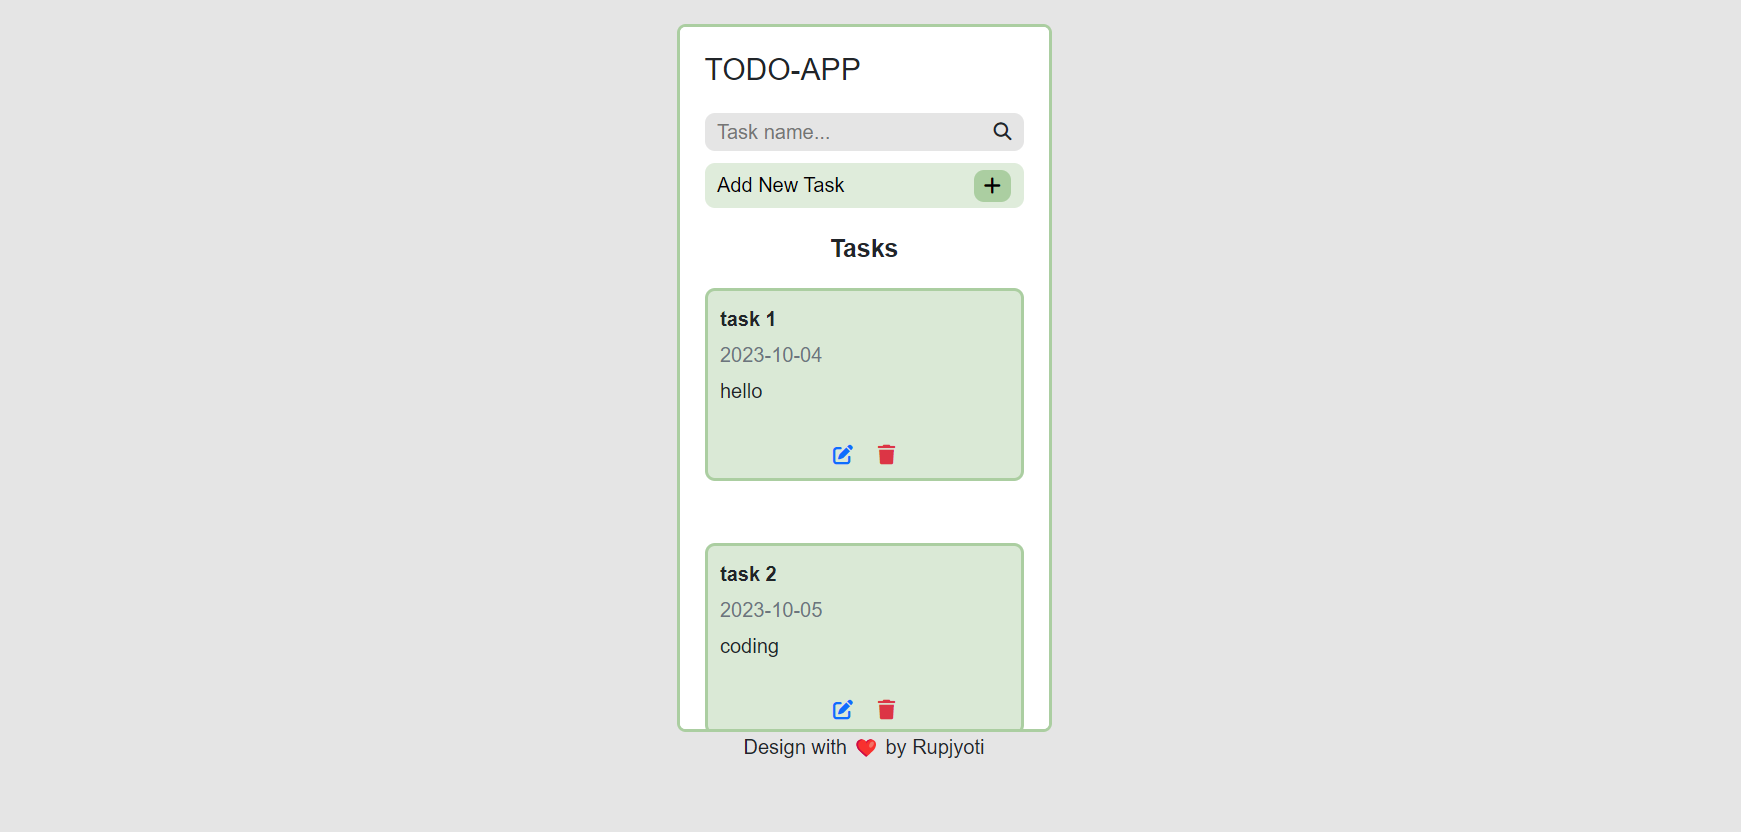 TODO-APP
Task name...
Add New Task
Tasks
task 1
2023-10-04
hello
task 2
2023-10-05
coding
Design with ❤️ by Rupjyoti